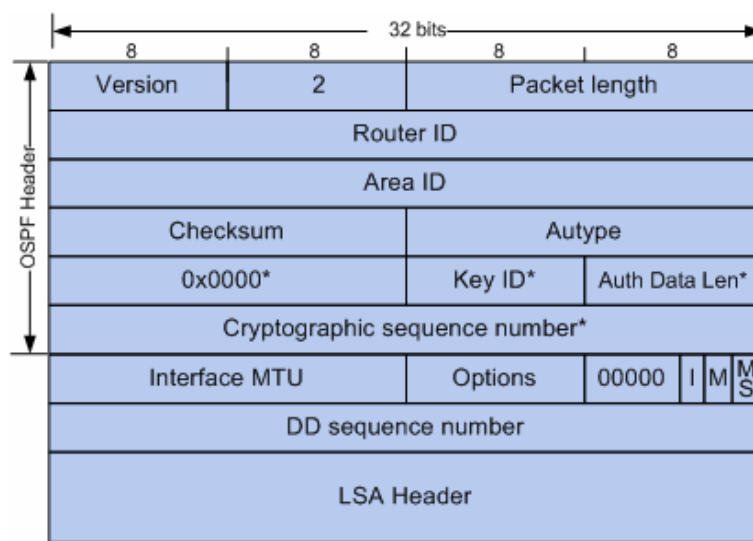 32 bits
8 8 8 8
Version 2 Packet length
Router ID
Area ID
OSPF Header
Checksum Autype
0x0000* Key ID* Auth Data Len*
Cryptographic sequence number*
Interface MTU Options 00000 I M MS
DD sequence number
LSA Header